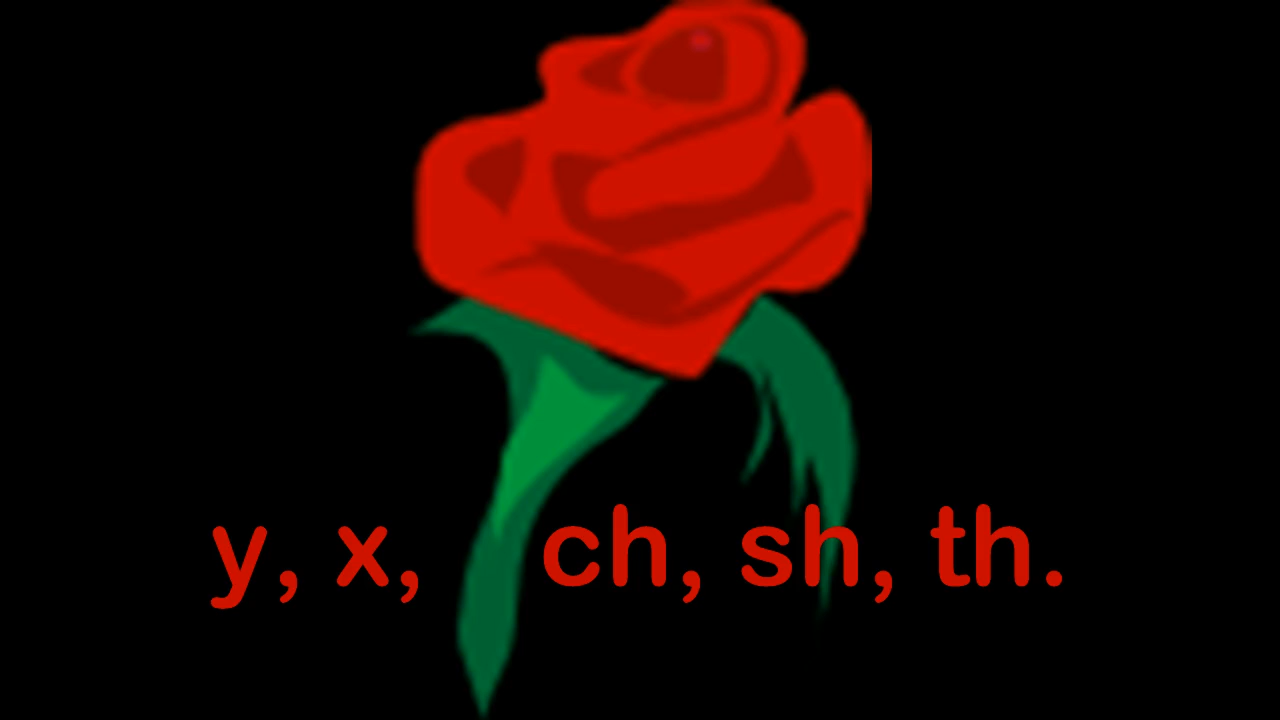 y, x, ch, sh, th.